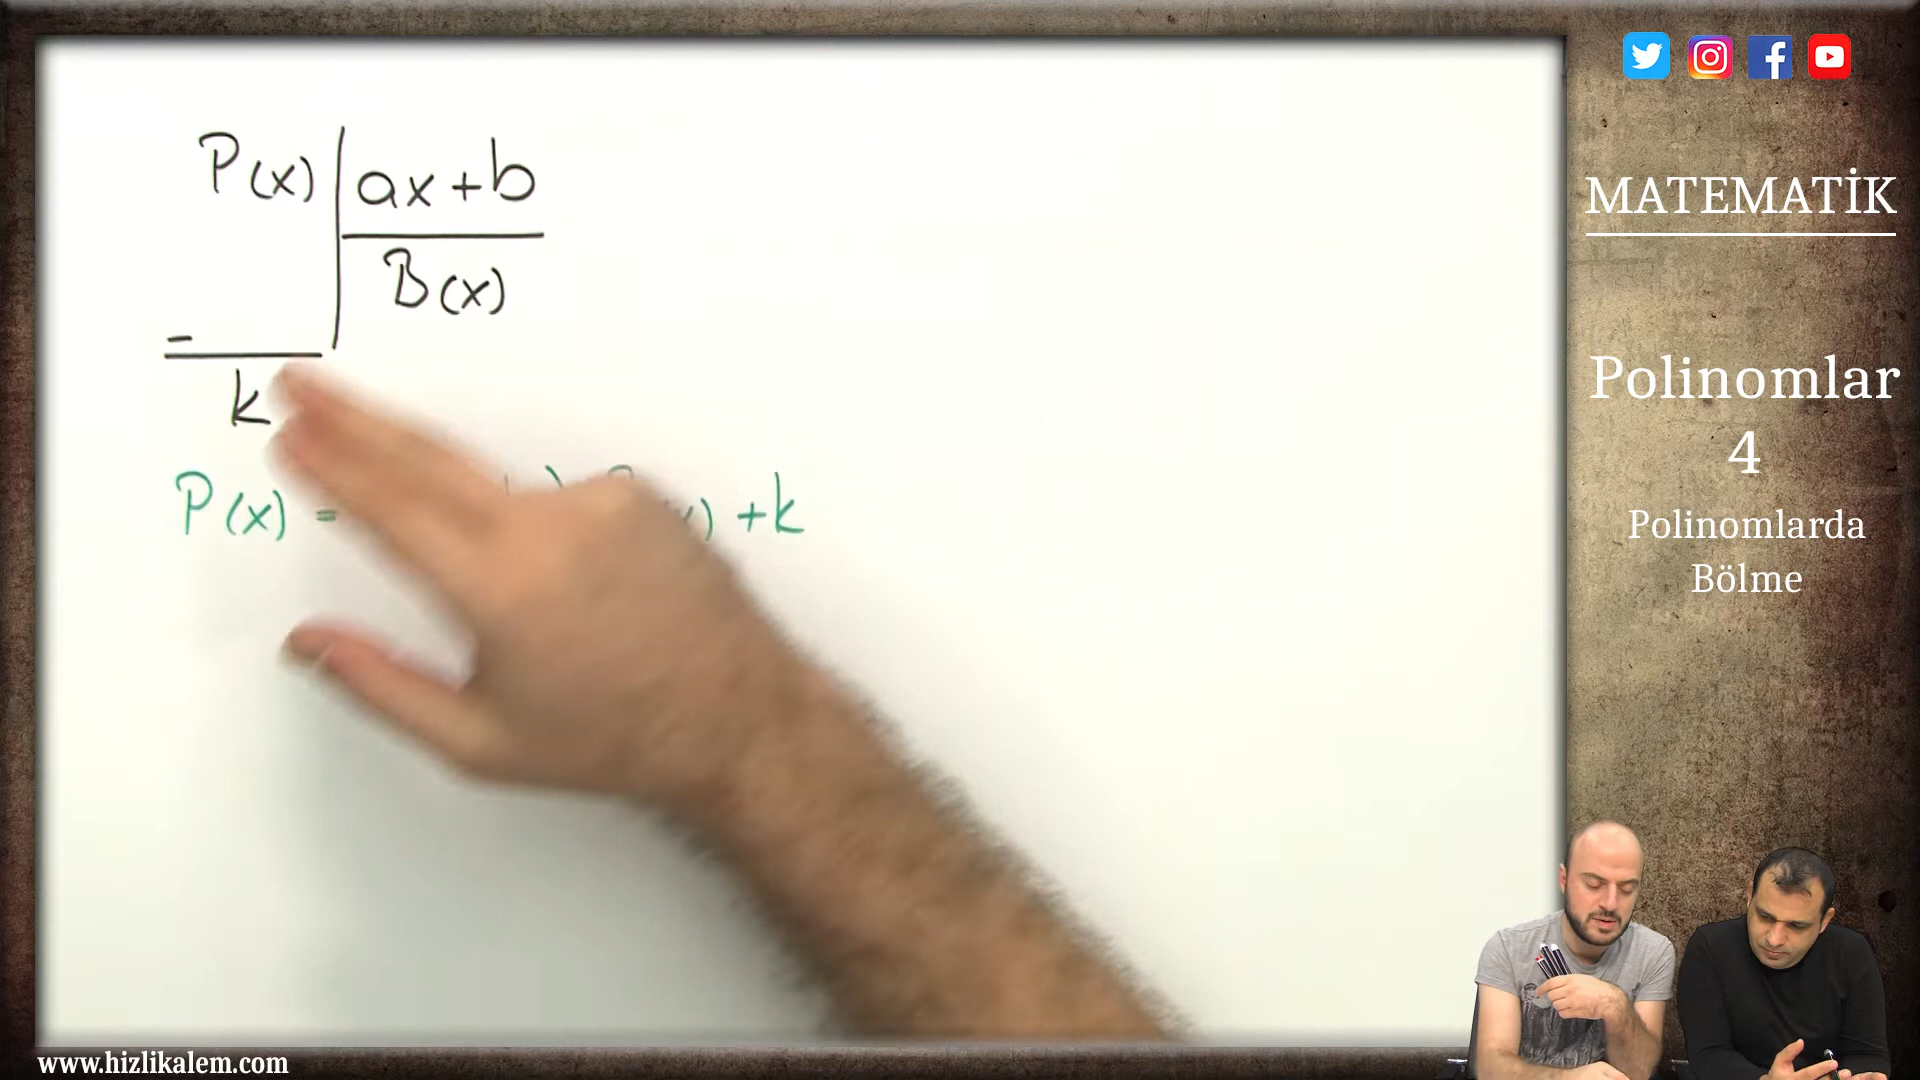 P(x) ax+b
B(x)
-
k
P(x) = ) +k
MATEMATİK
Polinomlar
4
Polinomlarda
Bölme
www.hizlikalem.com